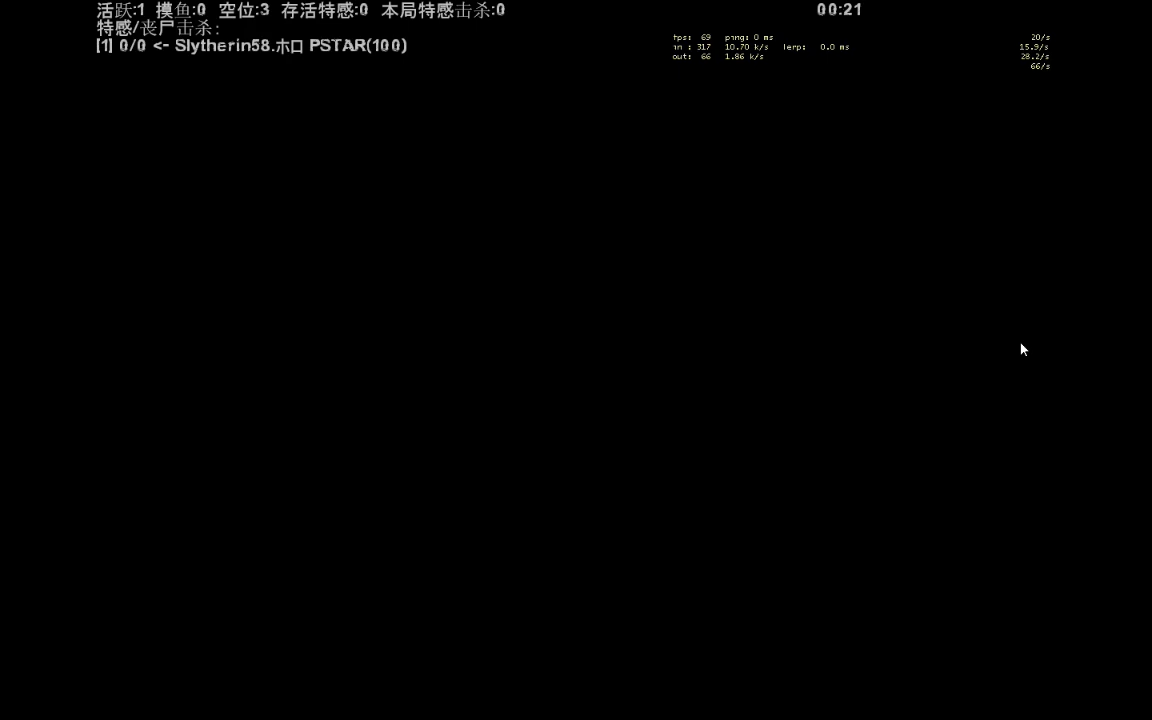 活跃:1 摸鱼:0 空位:3 存活特感:0 本局特感击杀:0
00:21
特感/丧尸击杀:
[1] 0/0 <- Slytherin58.ホロ PSTAR(100)
fps: 69 ping: 0 ms
20/s
in : 317 10.70 k/s lerp: 0.0 ms
15.9/s
out: 66 1.86 k/s
28.2/s
66/s